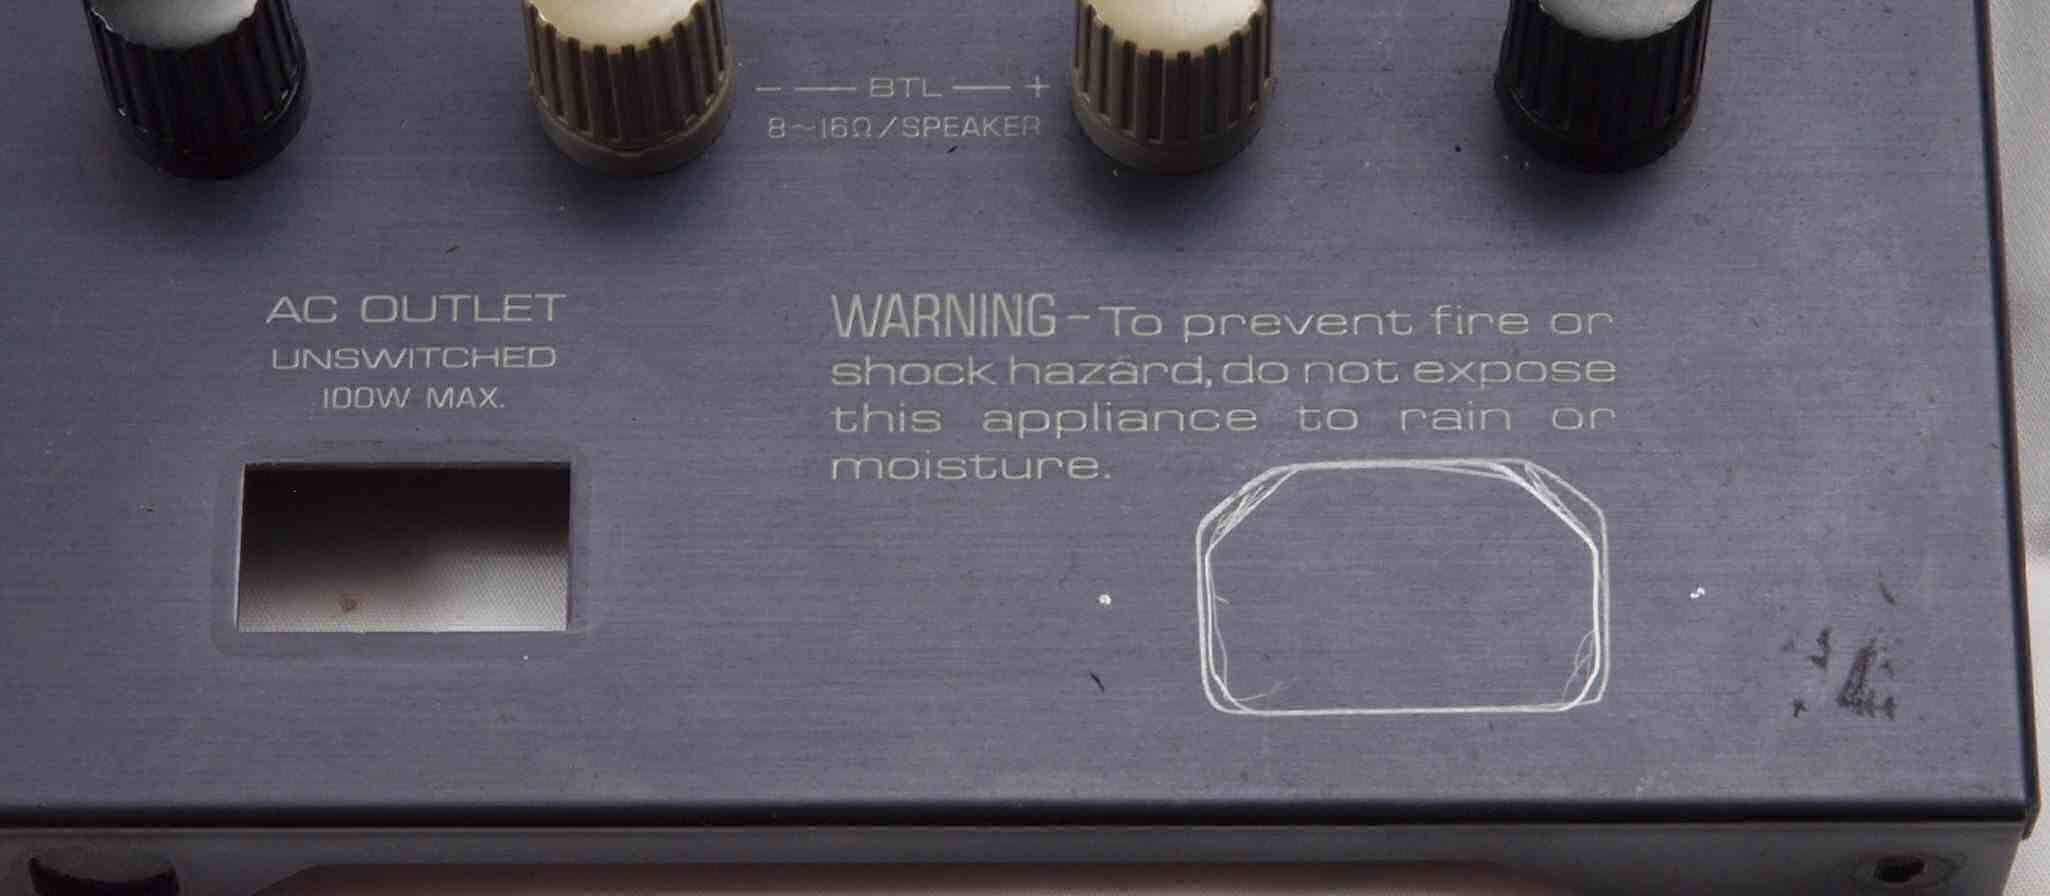 - — BTL — +
8~16Ω/SPEAKER
AC OUTLET
UNSWITCHED
100W MAX.
WARNING-To prevent fire or
shock hazard, do not expose
this appliance to rain or
moisture.